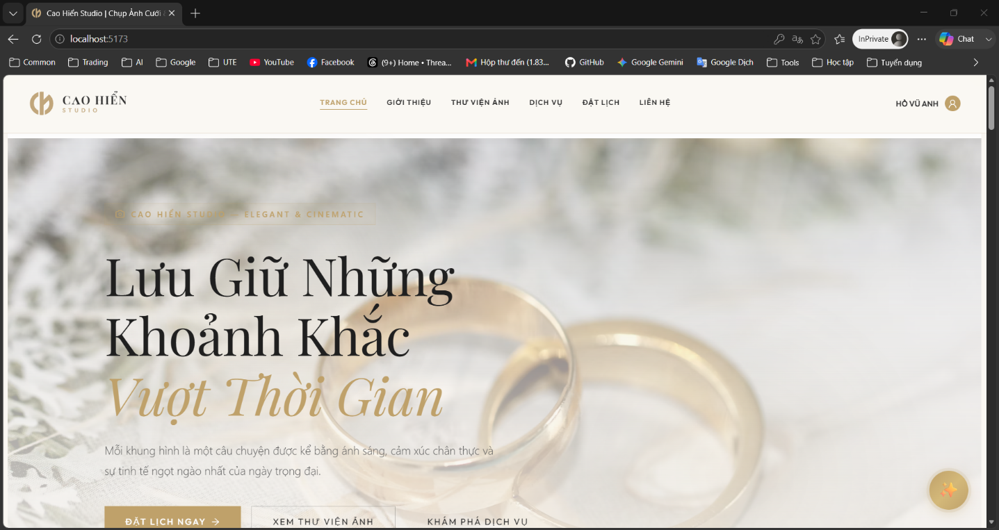 Cao Hiển Studio | Chụp Ảnh Cưới
localhost:5173
InPrivate
Chat
Common
Trading
AI
Google
UTE
YouTube
Facebook
(9+) Home • Threa...
Hộp thư đến (1.83...
GitHub
Google Gemini
Google Dịch
Tools
Học tập
Tuyển dụng
CAO HIỂN
STUDIO
TRANG CHỦ
GIỚI THIỆU
THƯ VIỆN ẢNH
DỊCH VỤ
ĐẶT LỊCH
LIÊN HỆ
HỒ VŨ ANH
CAO HIỂN STUDIO — ELEGANT & CINEMATIC
Lưu Giữ Những
Khoảnh Khắc
Vượt Thời Gian
Mỗi khung hình là một câu chuyện được kể bằng ánh sáng, cảm xúc chân thực và
sự tinh tế ngọt ngào nhất của ngày trọng đại.
ĐẶT LỊCH NGAY →
XEM THƯ VIỆN ẢNH
KHÁM PHÁ DỊCH VỤ